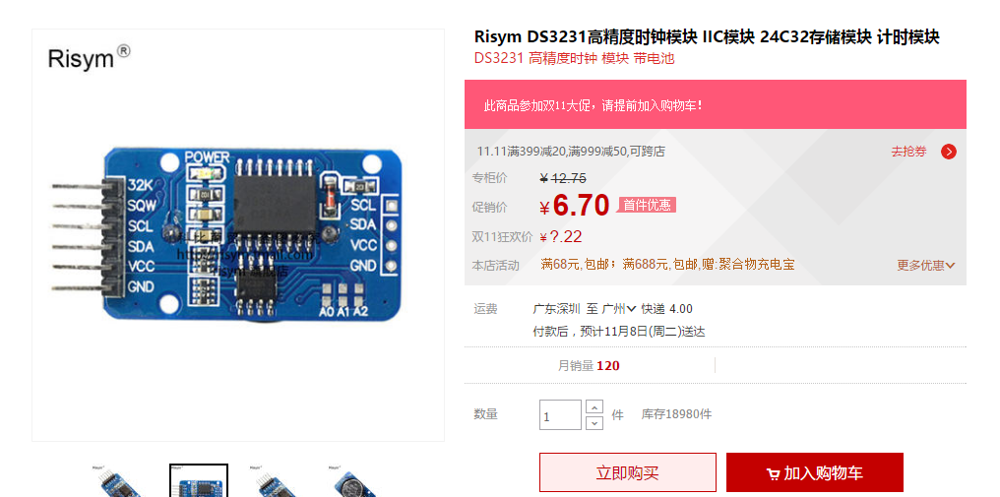 Risym®
POWER
32K
SQW
SCL
SDA
VCC
GND
SCL
SDA
VCC
GND
A0 A1 A2
Risym DS3231高精度时钟模块 IIC模块 24C32存储模块 计时模块
DS3231 高精度时钟 模块 带电池
此商品参加双11大促，请提前加入购物车！
11.11满399减20,满999减50,可跨店
去抢券
专柜价 ¥ 12.75
促销价 ¥ 6.70 首件优惠
双11狂欢价 ¥ ?.22
本店活动 满68元,包邮；满688元,包邮,赠:聚合物充电宝 更多优惠
运费 广东深圳 至 广州 快递 4.00
付款后，预计11月8日(周二)送达
月销量 120
数量 1 件 库存18980件
立即购买 加入购物车